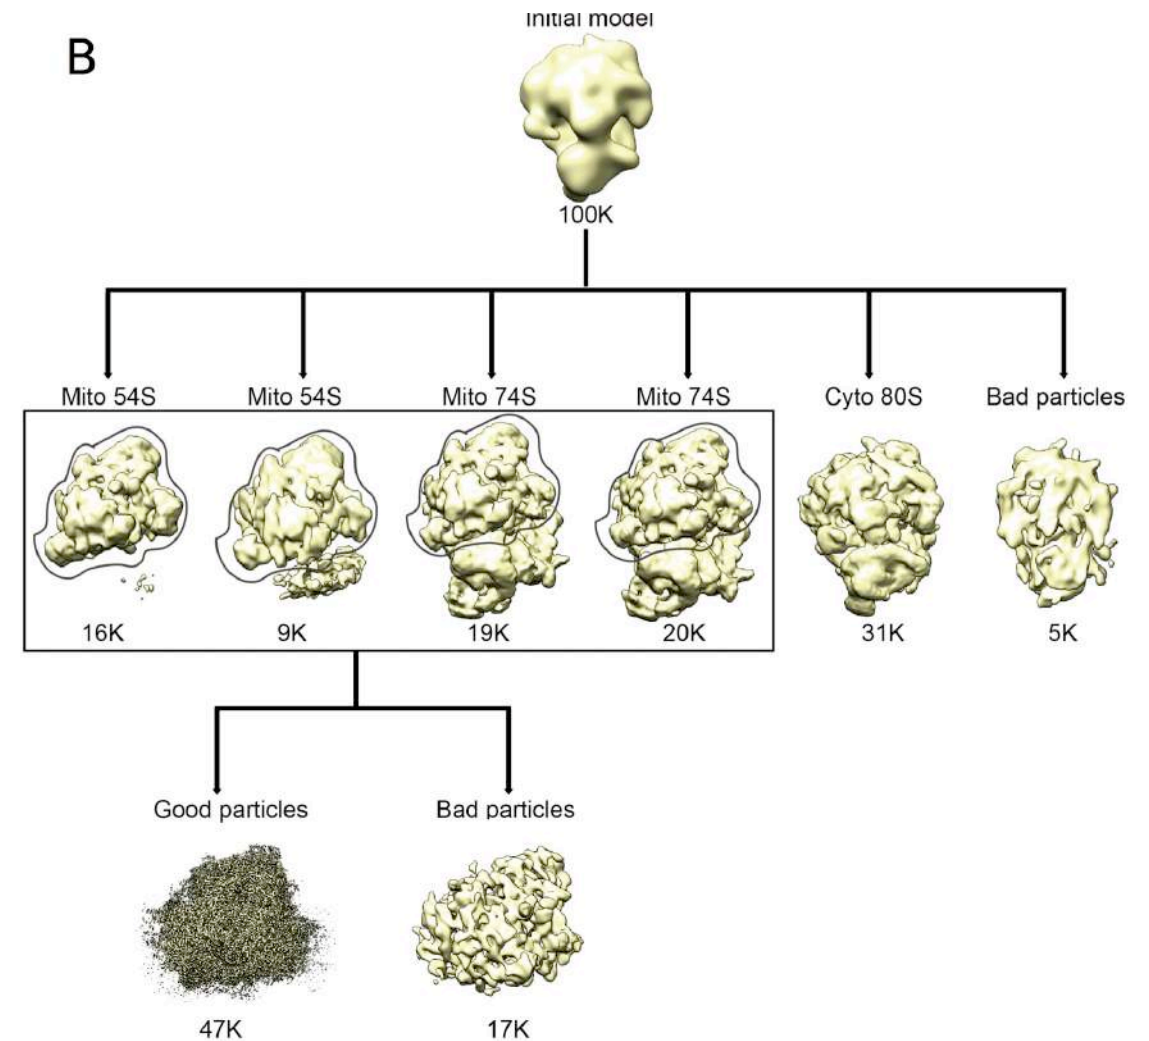 B
Initial model
100K
Mito 54S
Mito 54S
Mito 74S
Mito 74S
Cyto 80S
Bad particles
16K
9K
19K
20K
31K
5K
Good particles
Bad particles
47K
17K